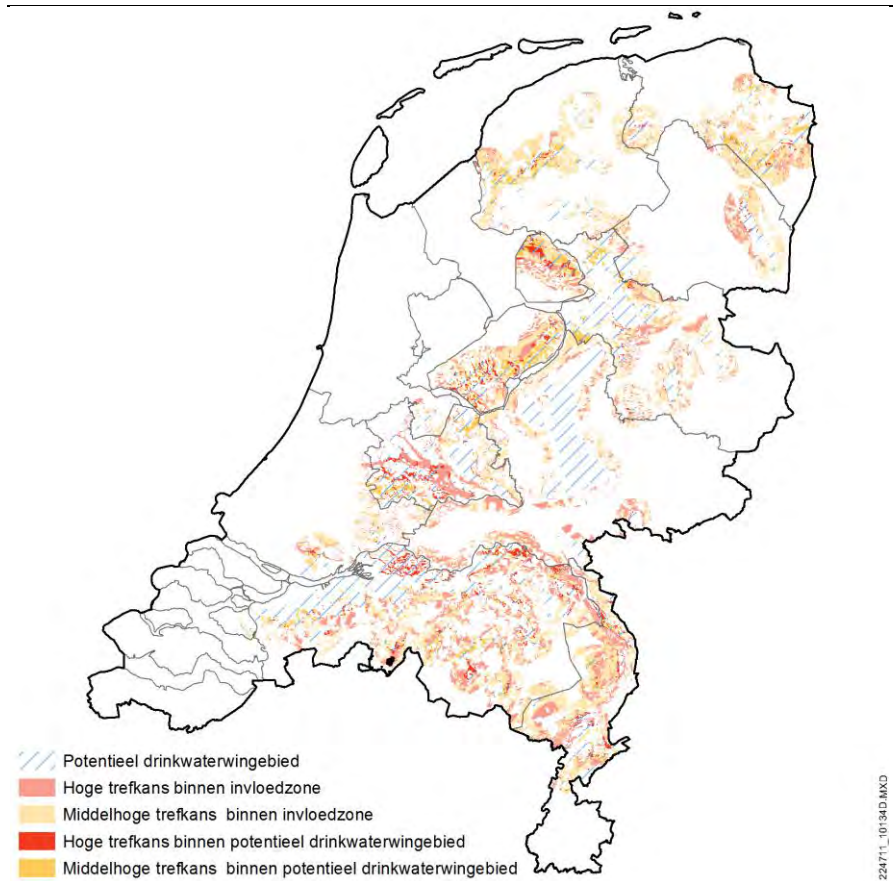 Potentieel drinkwaterwingebied
Hoge trefkans binnen invloedzone
Middelhoge trefkans binnen invloedzone
Hoge trefkans binnen potentieel drinkwaterwingebied
Middelhoge trefkans binnen potentieel drinkwaterwingebied
224711_10134D.MXD